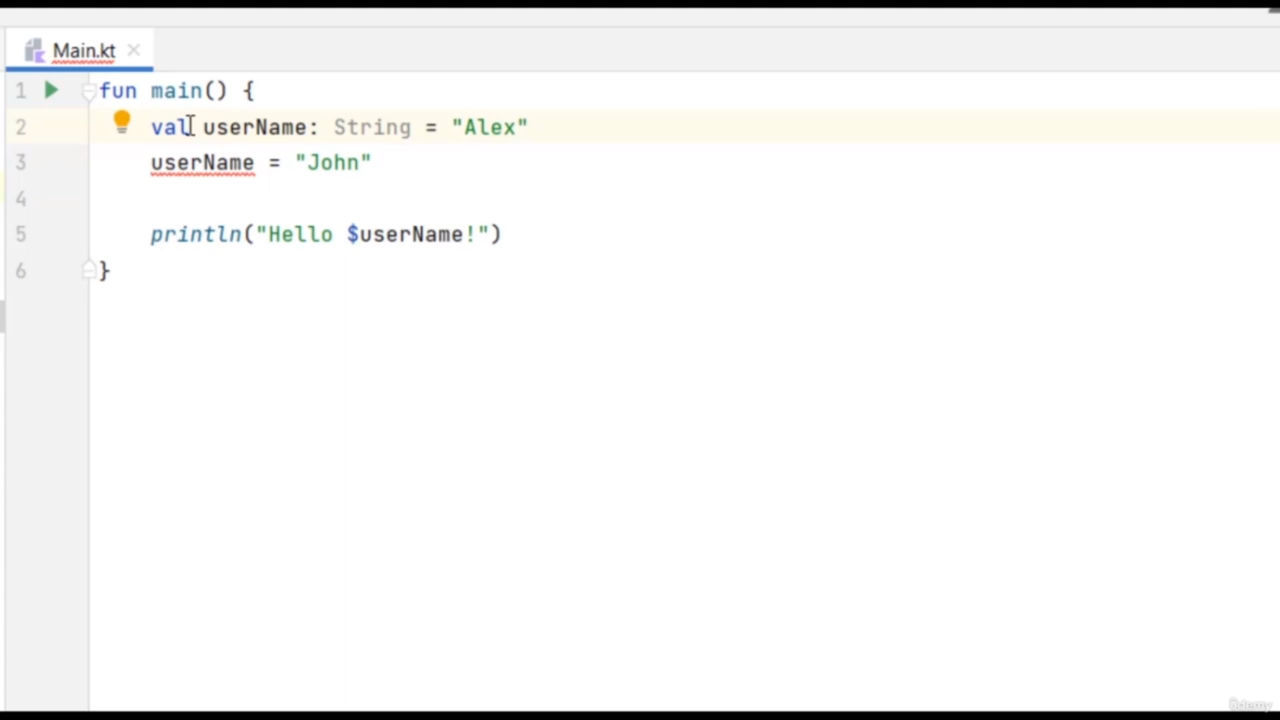 Main.kt
1 fun main() {
2 val userName: String = "Alex"
3 userName = "John"
4
5 println("Hello $userName!")
6 }
Udemy